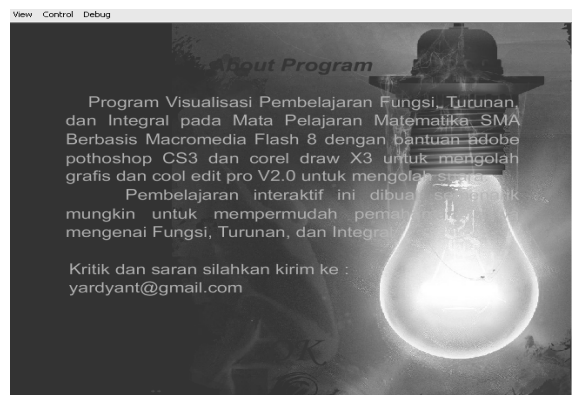 View Control Debug
About Program
Program Visualisasi Pembelajaran Fungsi, Turunan,
dan Integral pada Mata Pelajaran Matematika SMA
Berbasis Macromedia Flash 8 dengan bantuan adobe
pothoshop CS3 dan corel draw X3 untuk mengolah
grafis dan cool edit pro V2.0 untuk mengolah suara.
Pembelajaran interaktif ini dibuat
mungkin untuk mempermudah
mengenai Fungsi, Turunan, dan Integral
Kritik dan saran silahkan kirim ke :
yardyant@gmail.com